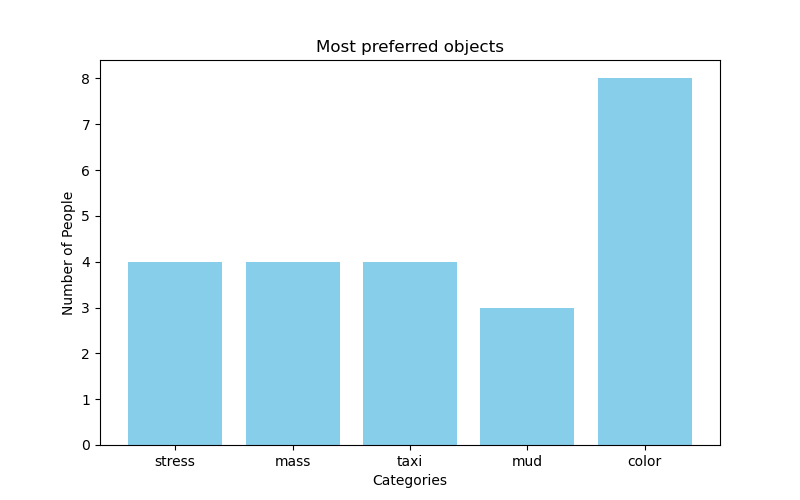 Most preferred objects
Number of People
8
7
6
5
4
3
2
1
0
stress mass taxi mud color
Categories